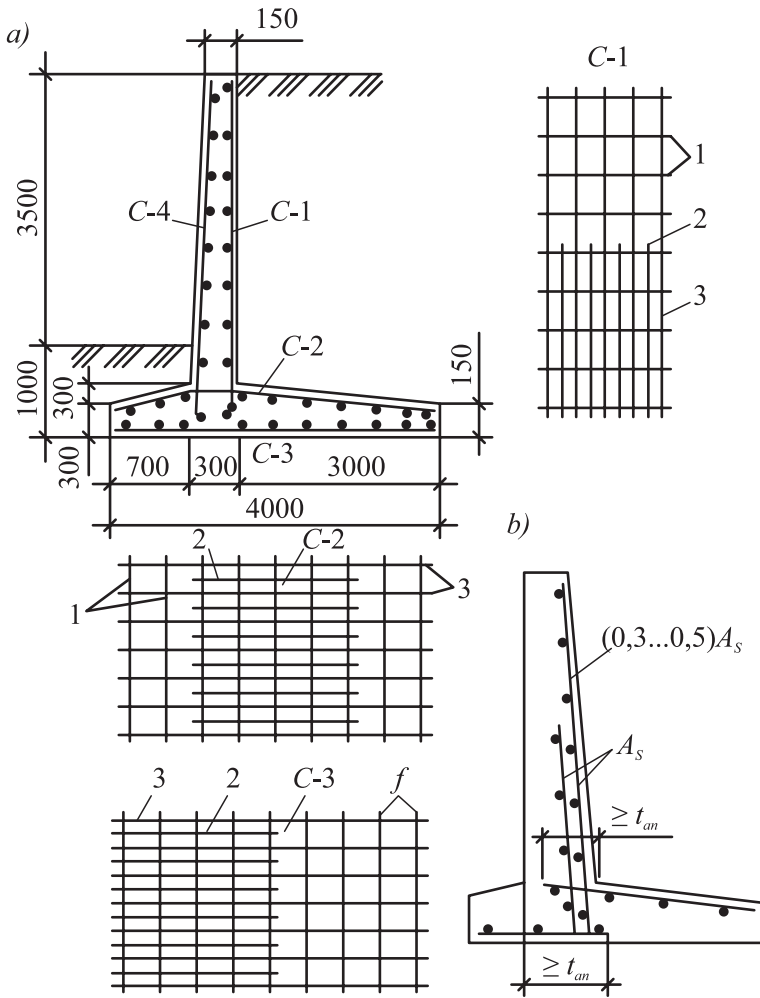 a)
150
C-1
1
2
3
3500
C-4
C-1
C-2
1000
300
300
150
C-3
700
300
3000
4000
b)
2
C-2
1
3
(0,3...0,5)A_s
A_s
≥ t_an
3
2
C-3
f
≥ t_an